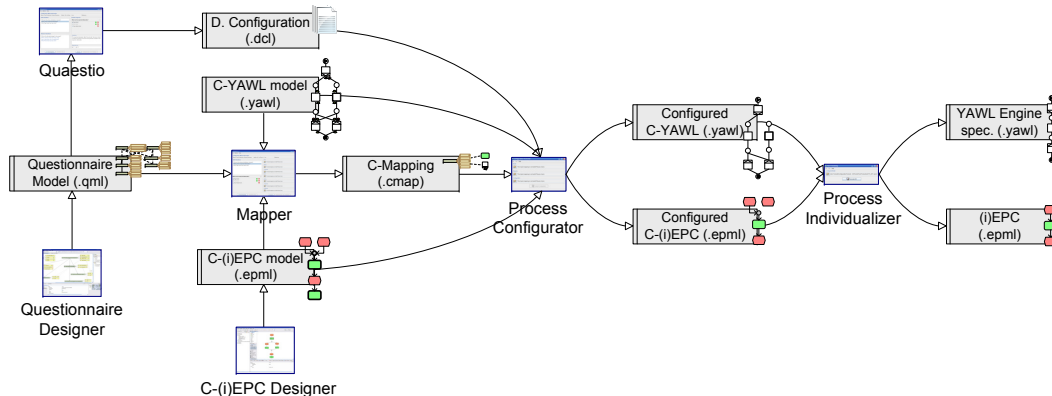 Quaestio
D. Configuration
(.dcl)
C-YAWL model
(.yawl)
Questionnaire
Model (.qml)
Mapper
C-Mapping
(.cmap)
Process
Configurator
Configured
C-YAWL (.yawl)
Configured
C-(i)EPC (.epml)
Process
Individualizer
YAWL Engine
spec. (.yawl)
(i)EPC
(.epml)
C-(i)EPC model
(.epml)
Questionnaire
Designer
C-(i)EPC Designer